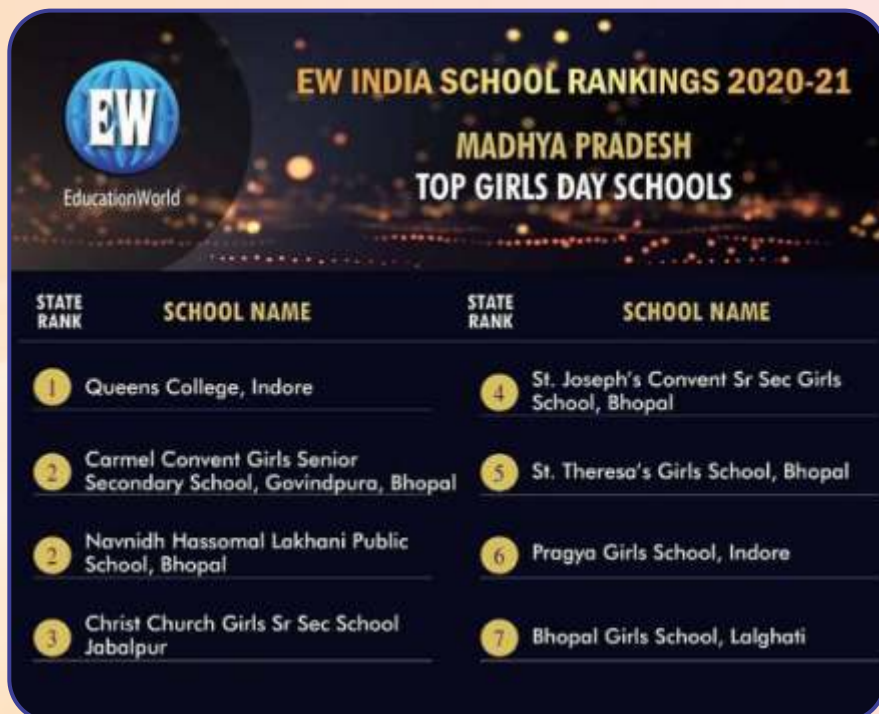 EW
EducationWorld
EW INDIA SCHOOL RANKINGS 2020-21
MADHYA PRADESH
TOP GIRLS DAY SCHOOLS
STATE
RANK
SCHOOL NAME
1
Queens College, Indore
2
Carmel Convent Girls Senior
Secondary School, Govindpura, Bhopal
2
Navnidh Hassomal Lakhani Public
School, Bhopal
3
Christ Church Girls Sr Sec School
Jabalpur
STATE
RANK
SCHOOL NAME
4
St. Joseph's Convent Sr Sec Girls
School, Bhopal
5
St. Theresa's Girls School, Bhopal
6
Pragya Girls School, Indore
7
Bhopal Girls School, Lalghati